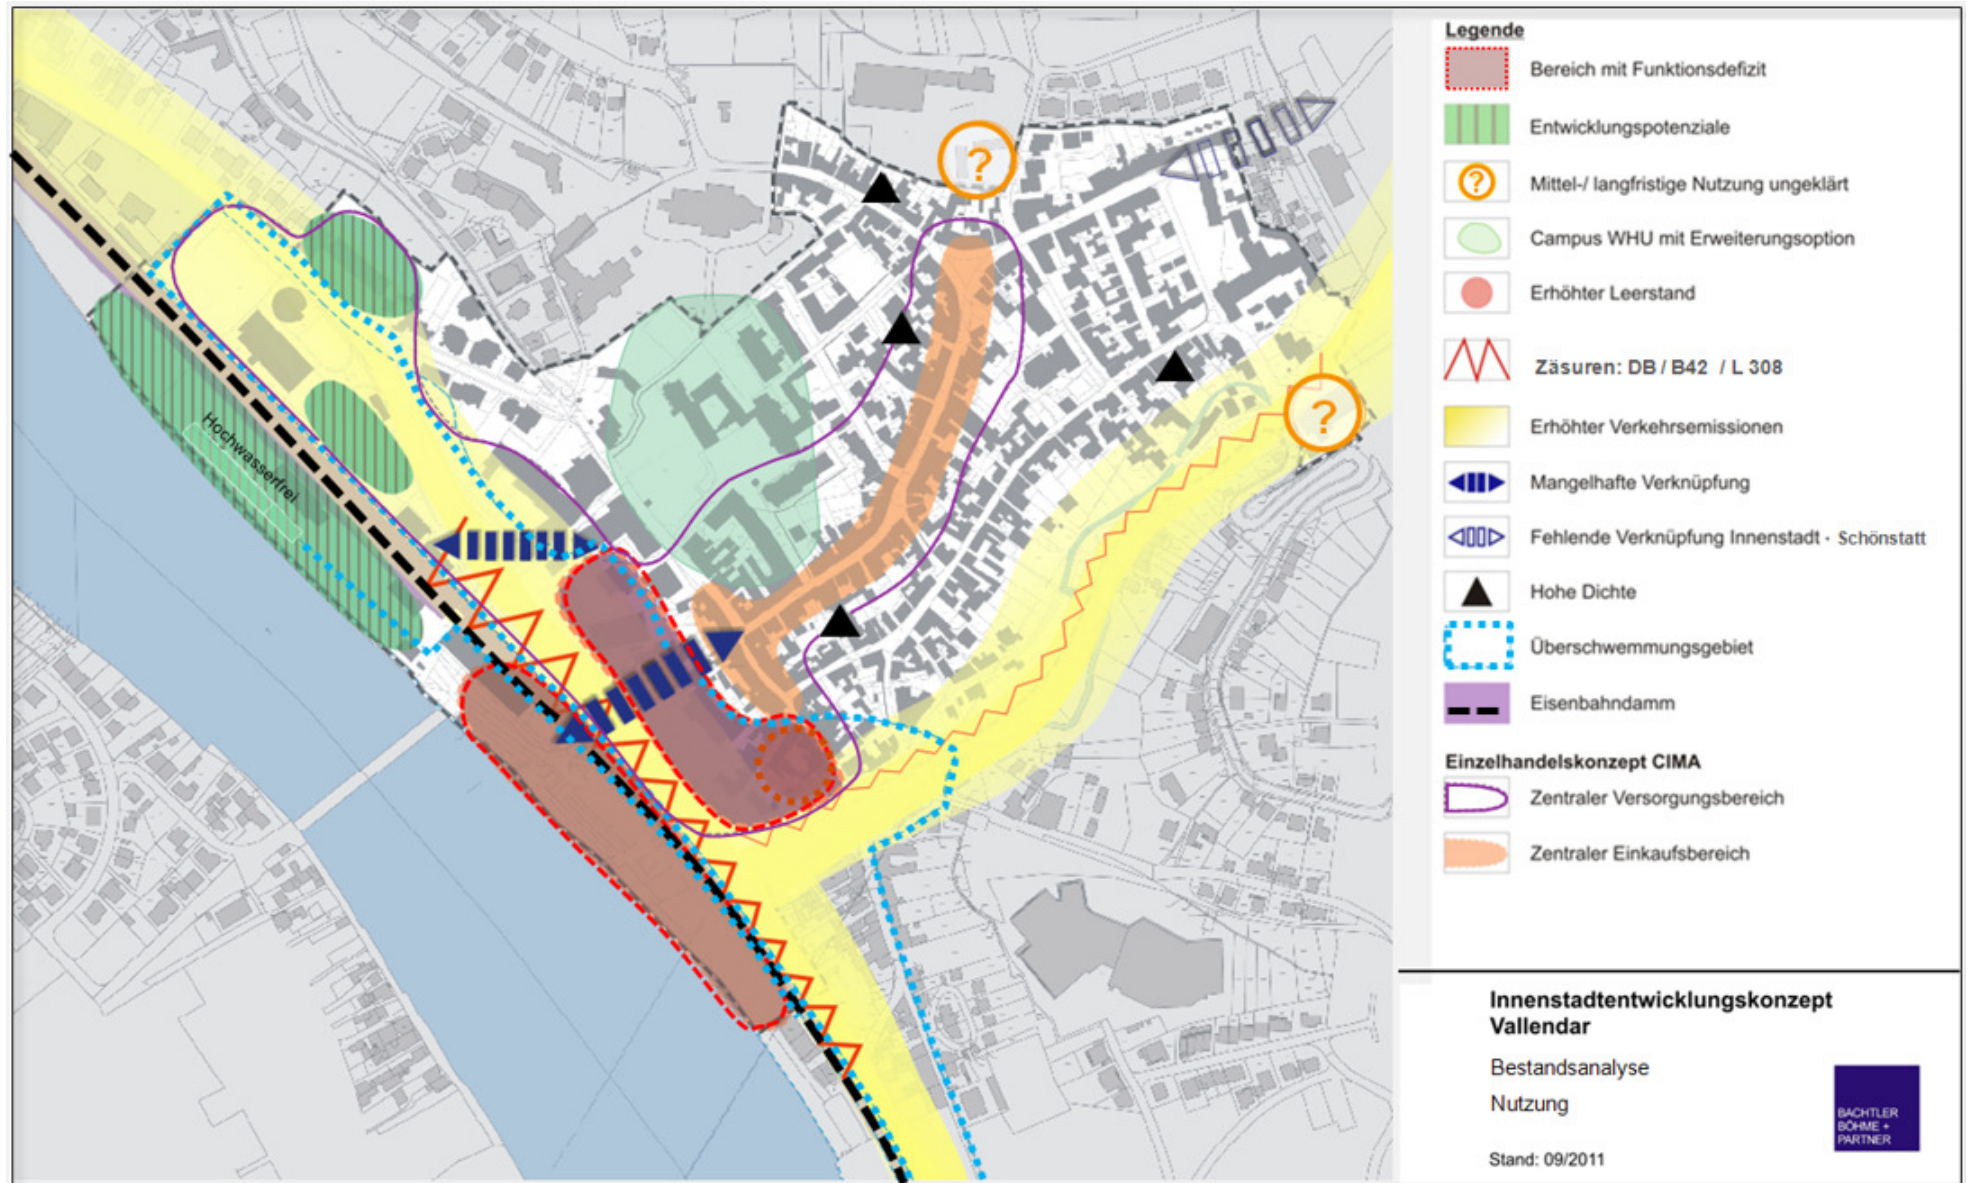 Legende
Bereich mit Funktionsdefizit
Entwicklungspotenziale
?
Mittel-/ langfristige Nutzung ungeklärt
Campus WHU mit Erweiterungsoption
Erhöhter Leerstand
Zäsuren: DB / B42 / L 308
Erhöhter Verkehrsemissionen
Mangelhafte Verknüpfung
Fehlende Verknüpfung Innenstadt - Schönstatt
Hohe Dichte
Überschwemmungsgebiet
Eisenbahndamm
Einzelhandelskonzept CIMA
Zentraler Versorgungsbereich
Zentraler Einkaufsbereich
?
?
Hochwasserfrei
Innenstadtentwicklungskonzept
Vallendar
Bestandsanalyse
Nutzung
Stand: 09/2011
BACHTLER
BÖHME +
PARTNER